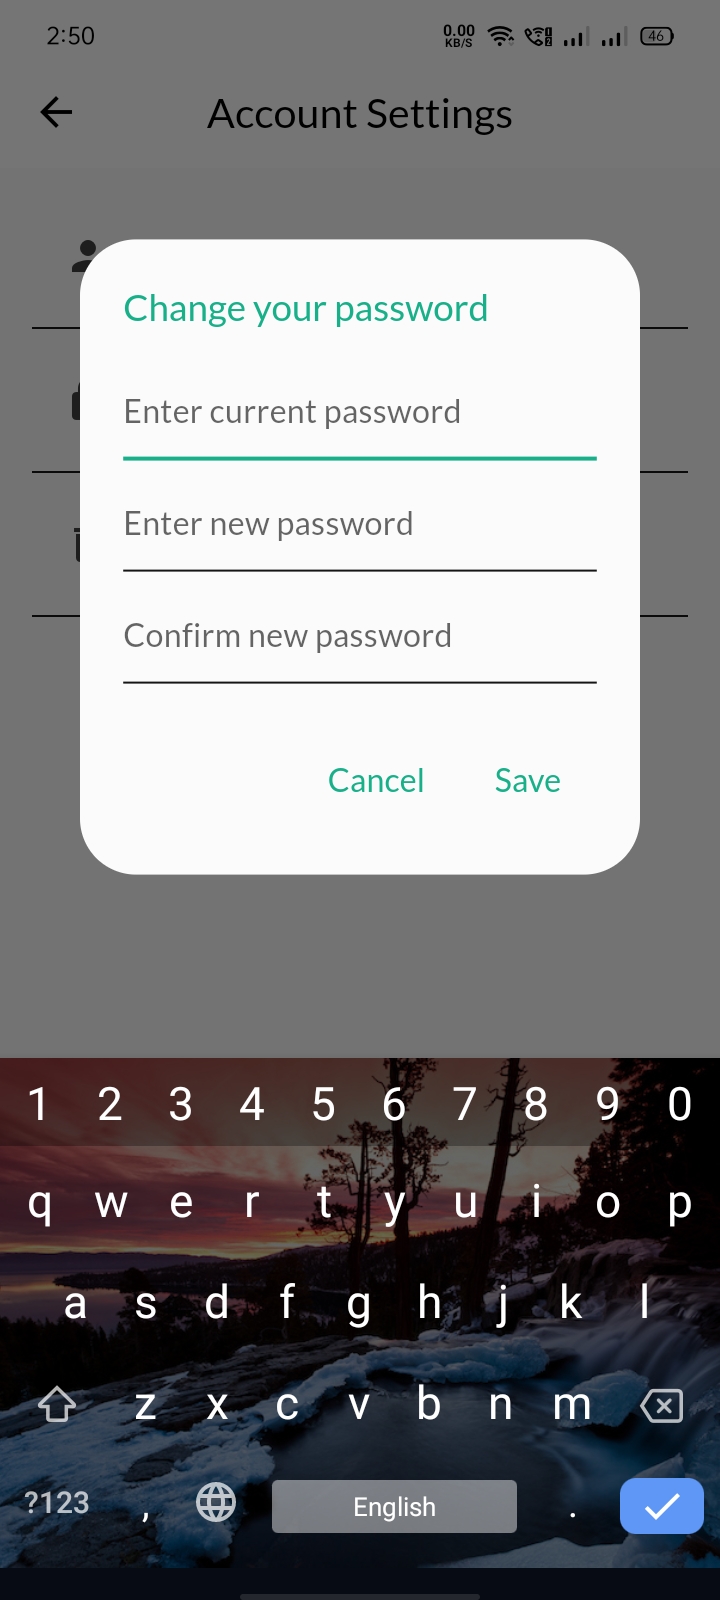 2:50
0.00 KB/S
46
Account Settings
Change your password
Enter current password
Enter new password
Confirm new password
Cancel Save
1 2 3 4 5 6 7 8 9 0
q w e r t y u i o p
a s d f g h j k l
z x c v b n m
?123 , English .